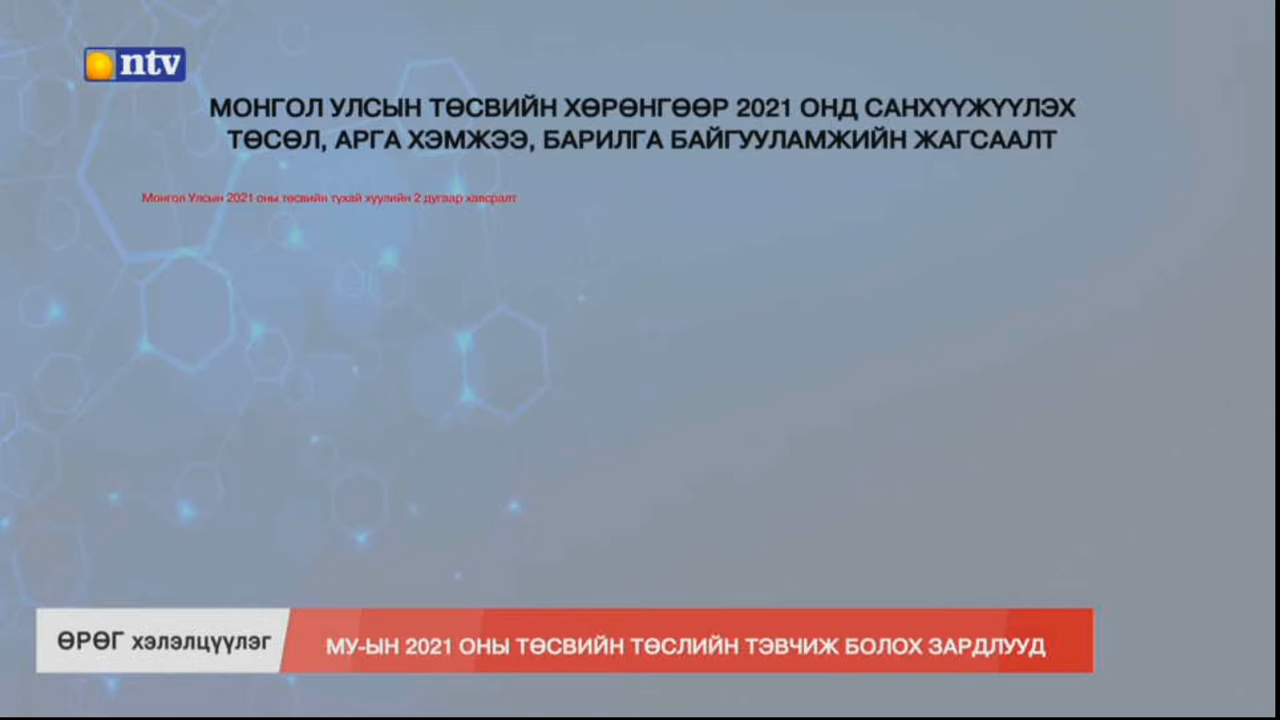 ntv
МОНГОЛ УЛСЫН ТӨСВИЙН ХӨРӨНГӨӨР 2021 ОНД САНХҮҮЖҮҮЛЭХ
ТӨСӨЛ, АРГА ХЭМЖЭЭ, БАРИЛГА БАЙГУУЛАМЖИЙН ЖАГСААЛТ
Монгол Улсын 2021 оны төсвийн тухай хуулийн 2 дугаар хавсралт
ӨРӨГ хэлэлцүүлэг
МУ-ЫН 2021 ОНЫ ТӨСВИЙН ТӨСЛИЙН ТЭВЧИЖ БОЛОХ ЗАРДЛУУД